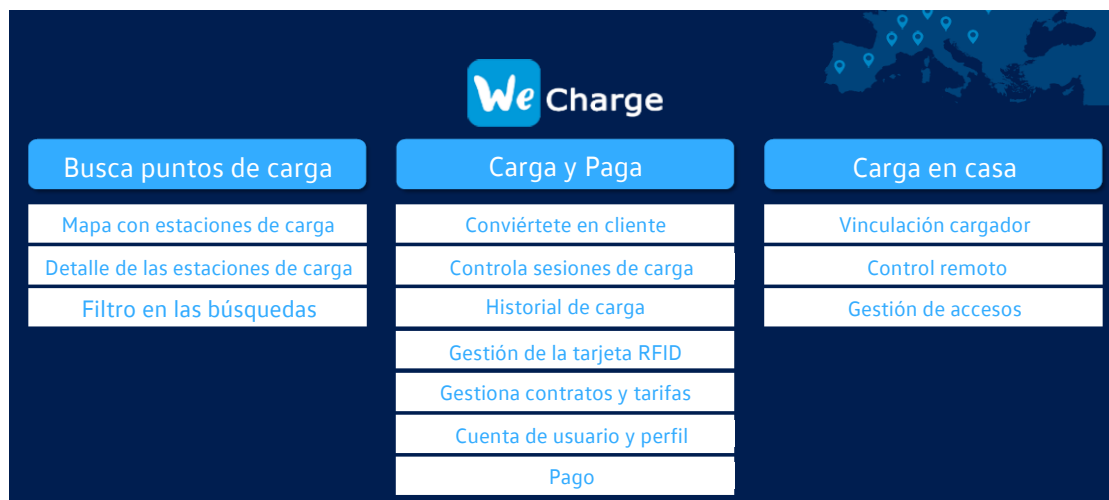 We Charge
Busca puntos de carga
Mapa con estaciones de carga
Detalle de las estaciones de carga
Filtro en las búsquedas
Carga y Paga
Conviértete en cliente
Controla sesiones de carga
Historial de carga
Gestión de la tarjeta RFID
Gestiona contratos y tarifas
Cuenta de usuario y perfil
Pago
Carga en casa
Vinculación cargador
Control remoto
Gestión de accesos